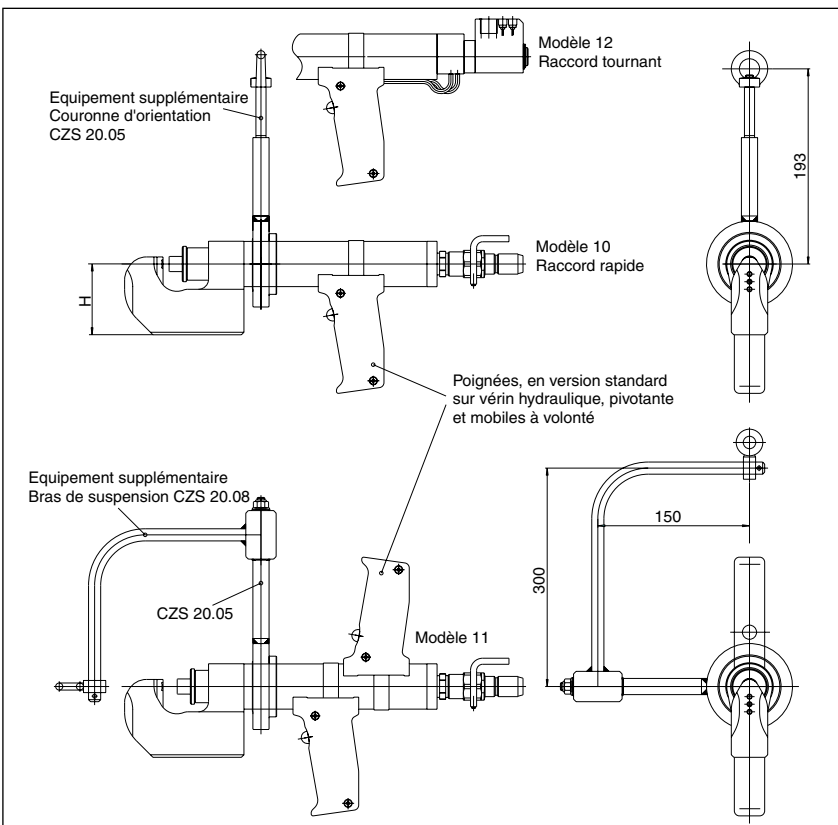 Modèle 12
Raccord tournant
Equipement supplémentaire
Couronne d'orientation
CZS 20.05
193
Modèle 10
Raccord rapide
H
Poignées, en version standard
sur vérin hydraulique, pivotante
et mobiles à volonté
Equipement supplémentaire
Bras de suspension CZS 20.08
150
300
CZS 20.05
Modèle 11